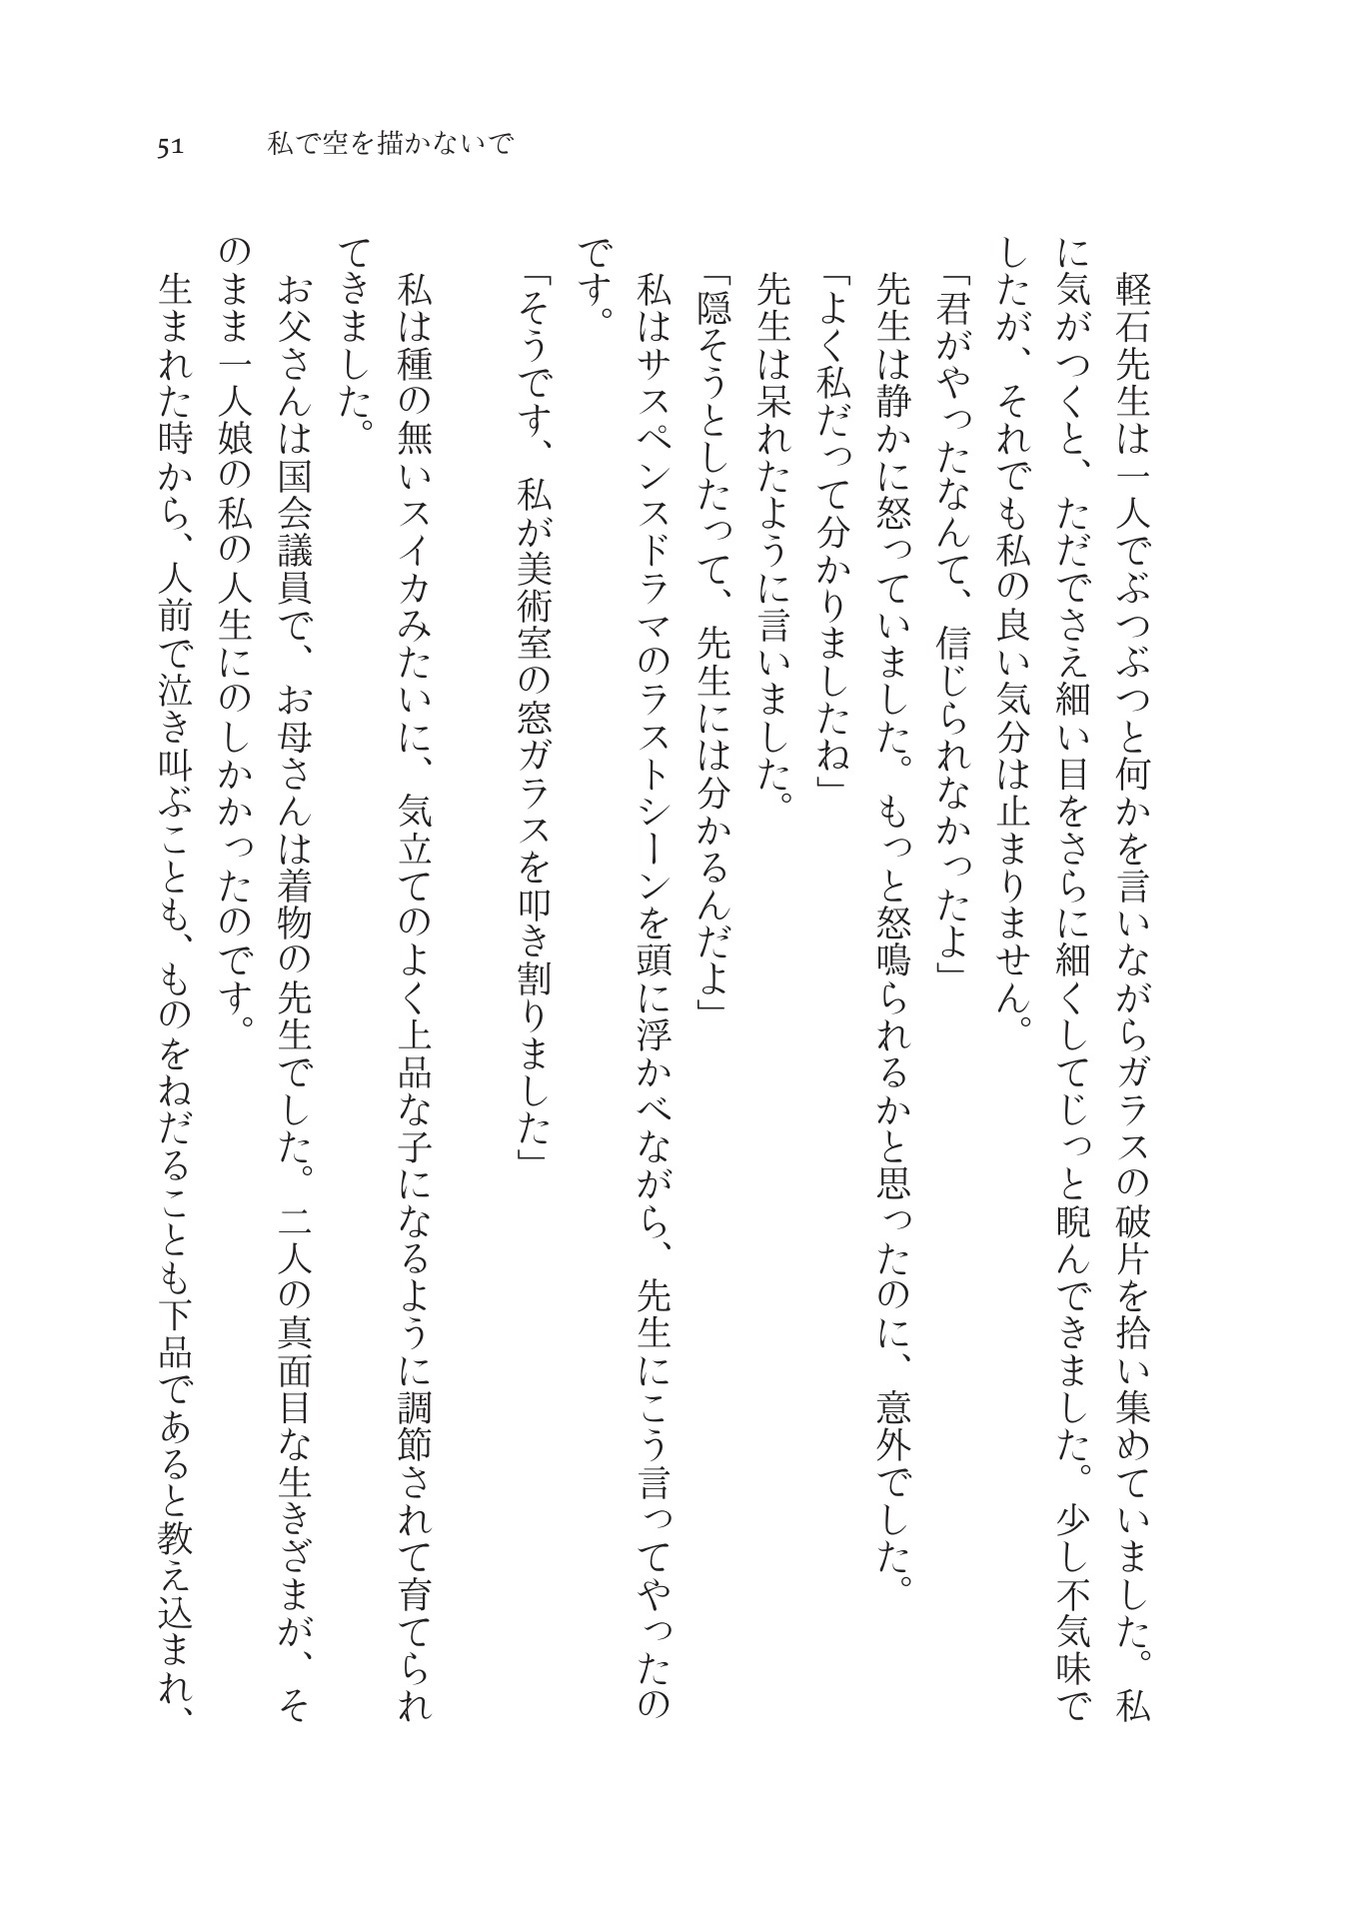 51 私で空を描かないで
軽石先生は一人でぶつぶつと何かを言いながらガラスの破片を拾い集めていました。私
に気がつくと、ただでさえ細い目をさらに細くしてじっと睨んできました。少し不気味で
したが、それでも私の良い気分は止まりません。
「君がやったなんて、信じられなかったよ」
先生は静かに怒っていました。もっと怒鳴られるかと思ったのに、意外でした。
「よく私だって分かりましたね」
先生は呆れたように言いました。
「隠そうとしたって、先生には分かるんだよ」
私はサスペンスドラマのラストシーンを頭に浮かべながら、先生にこう言ってやったの
です。
「そうです、私が美術室の窓ガラスを叩き割りました」
私は種の無いスイカみたいに、気立てのよく上品な子になるように調節されて育てられ
てきました。
お父さんは国会議員で、お母さんは着物の先生でした。二人の真面目な生きざまが、そ
のまま一人娘の私の人生にのしかかったのです。
生まれた時から、人前で泣き叫ぶことも、ものをねだることも下品であると教え込まれ、